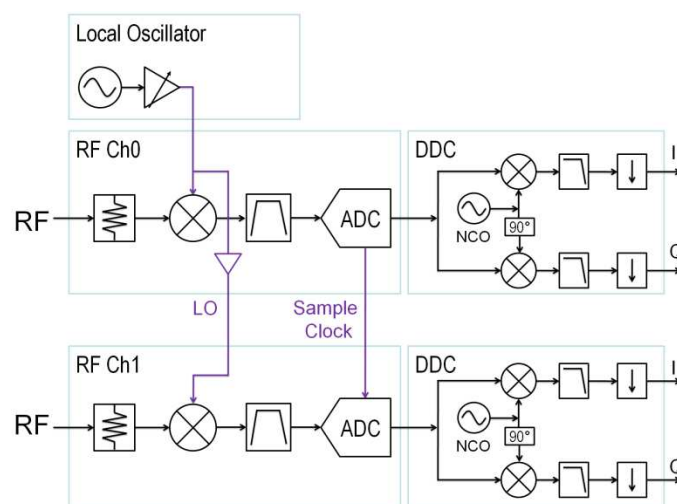 Local Oscillator
RF Ch0
DDC
I
RF
ADC
NCO
90°
Q
LO
Sample
Clock
RF Ch1
DDC
I
RF
ADC
NCO
90°
Q